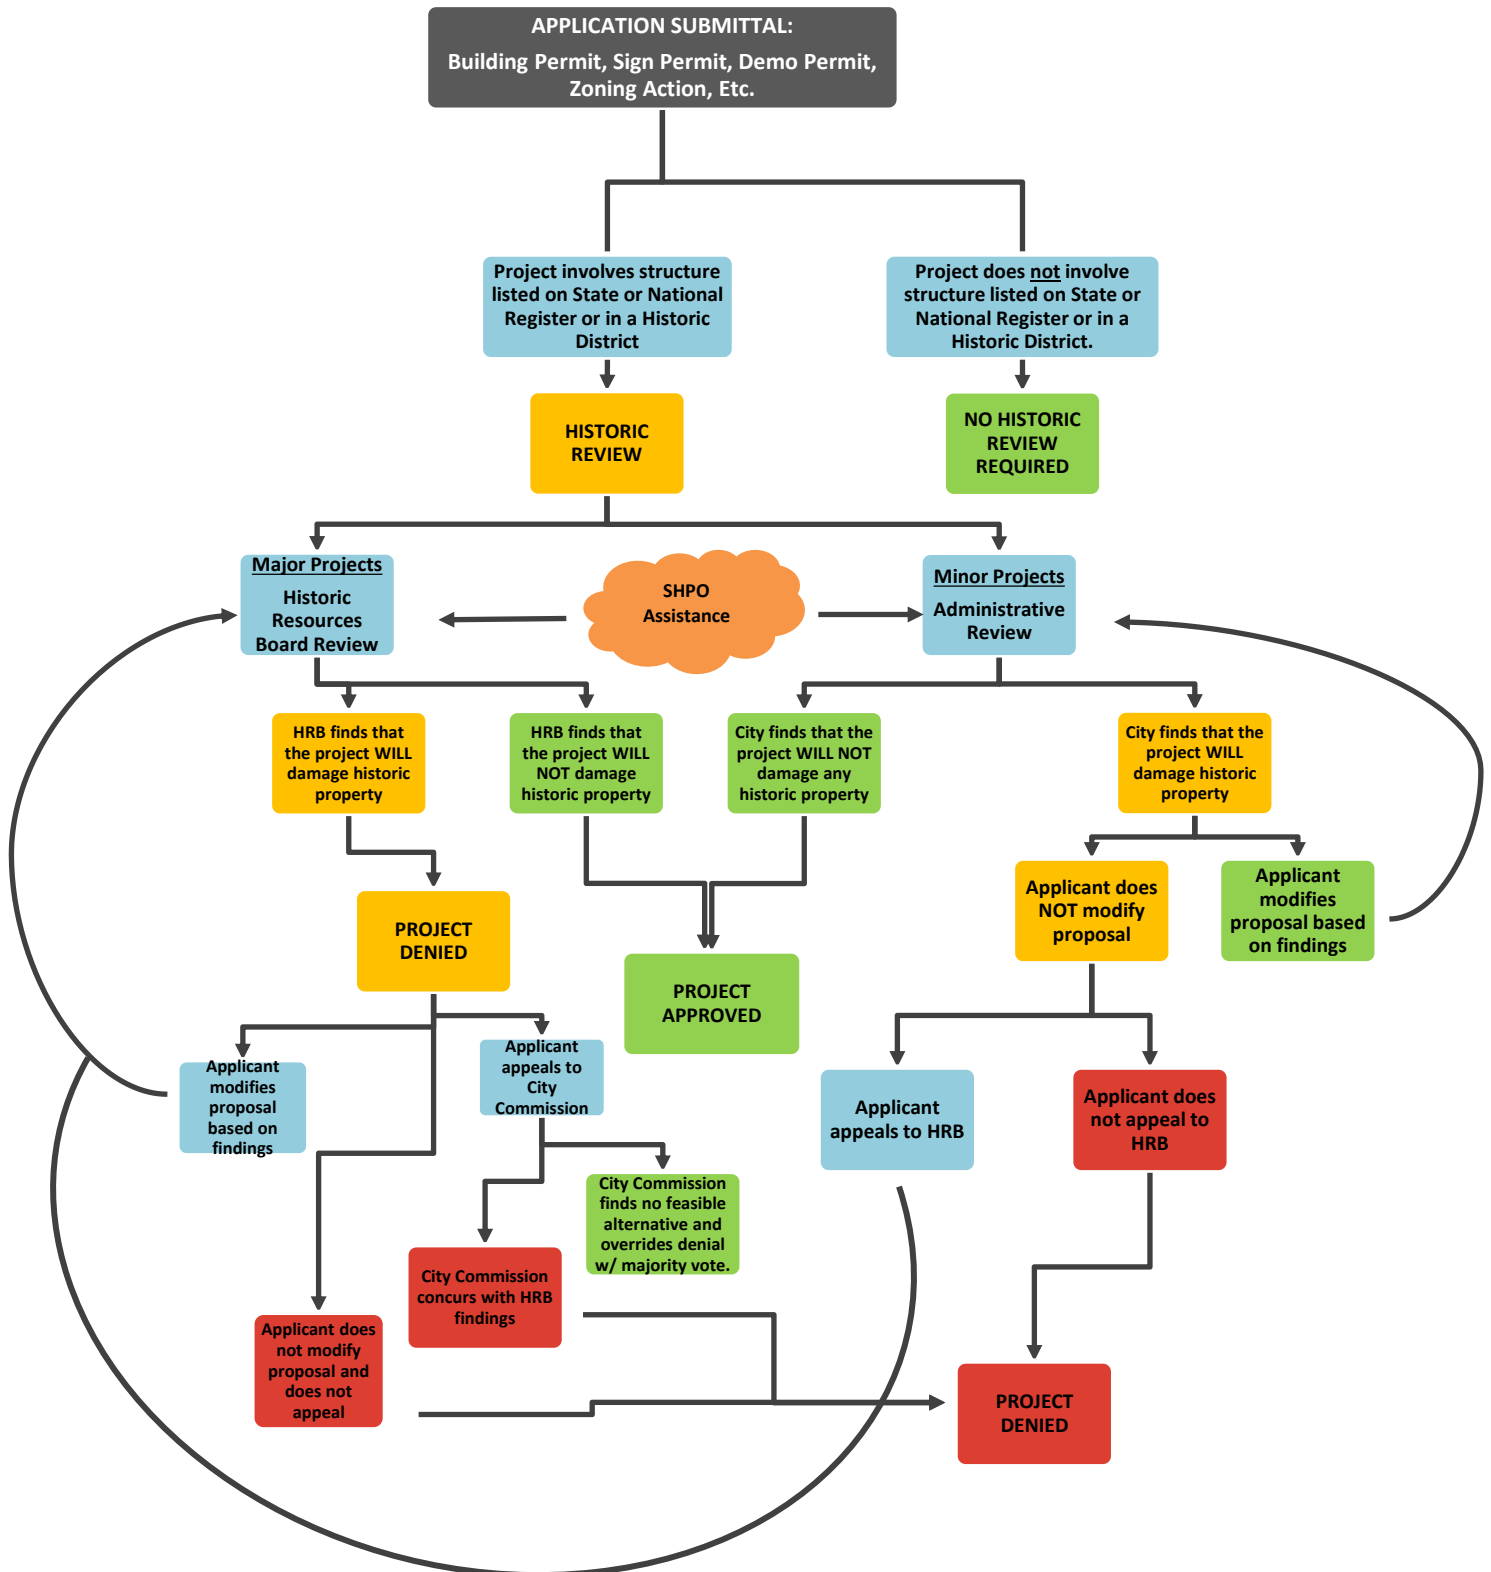 APPLICATION SUBMITTAL:
Building Permit, Sign Permit, Demo Permit,
Zoning Action, Etc.
Project involves structure
listed on State or National
Register or in a Historic
District
Project does not involve
structure listed on State or
National Register or in a
Historic District.
HISTORIC
REVIEW
NO HISTORIC
REVIEW
REQUIRED
Major Projects
Historic
Resources
Board Review
SHPO
Assistance
Minor Projects
Administrative
Review
HRB finds that
the project WILL
damage historic
property
HRB finds that
the project WILL
NOT damage
historic property
City finds that the
project WILL NOT
damage any
historic property
City finds that the
project WILL
damage historic
property
PROJECT
DENIED
PROJECT
APPROVED
Applicant does
NOT modify
proposal
Applicant
modifies
proposal based
on findings
Applicant
modifies
proposal
based on
findings
Applicant
appeals to
City
Commission
Applicant
appeals to HRB
Applicant does
not appeal to
HRB
City Commission
finds no feasible
alternative and
overrides denial
w/ majority vote.
City Commission
concurs with HRB
findings
Applicant does
not modify
proposal and
does not
appeal
PROJECT
DENIED